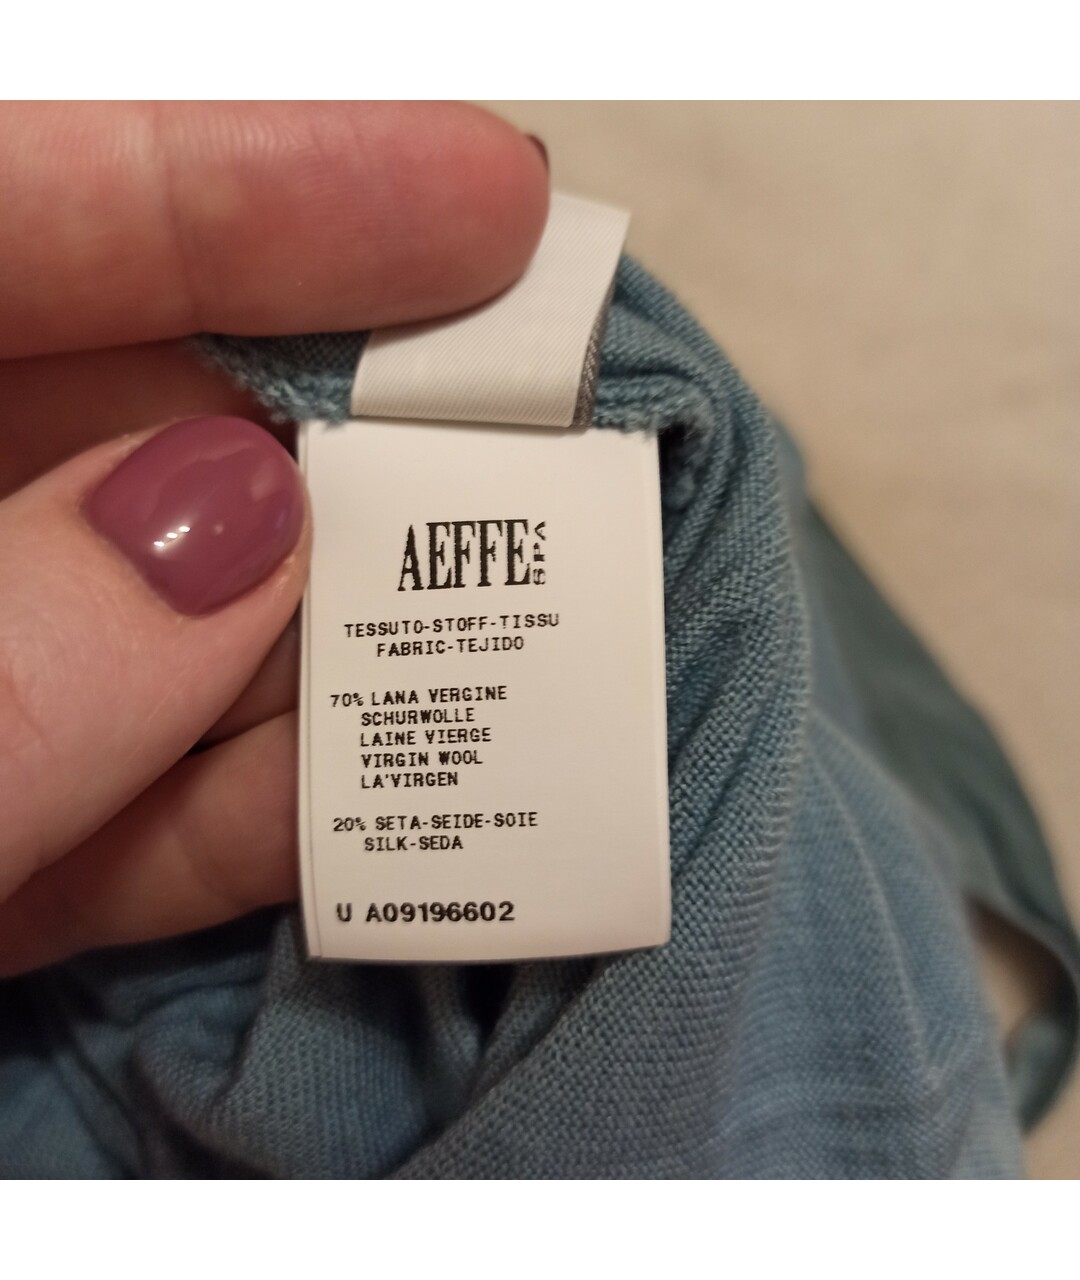 AEFFE SPA
TESSUTO-STOFF-TISSU
FABRIC-TEJIDO
70% LANA VERGINE
SCHURWOLLE
LAINE VIERGE
VIRGIN WOOL
LA'VIRGEN
20% SETA-SEIDE-SOIE
SILK-SEDA
U A09196602